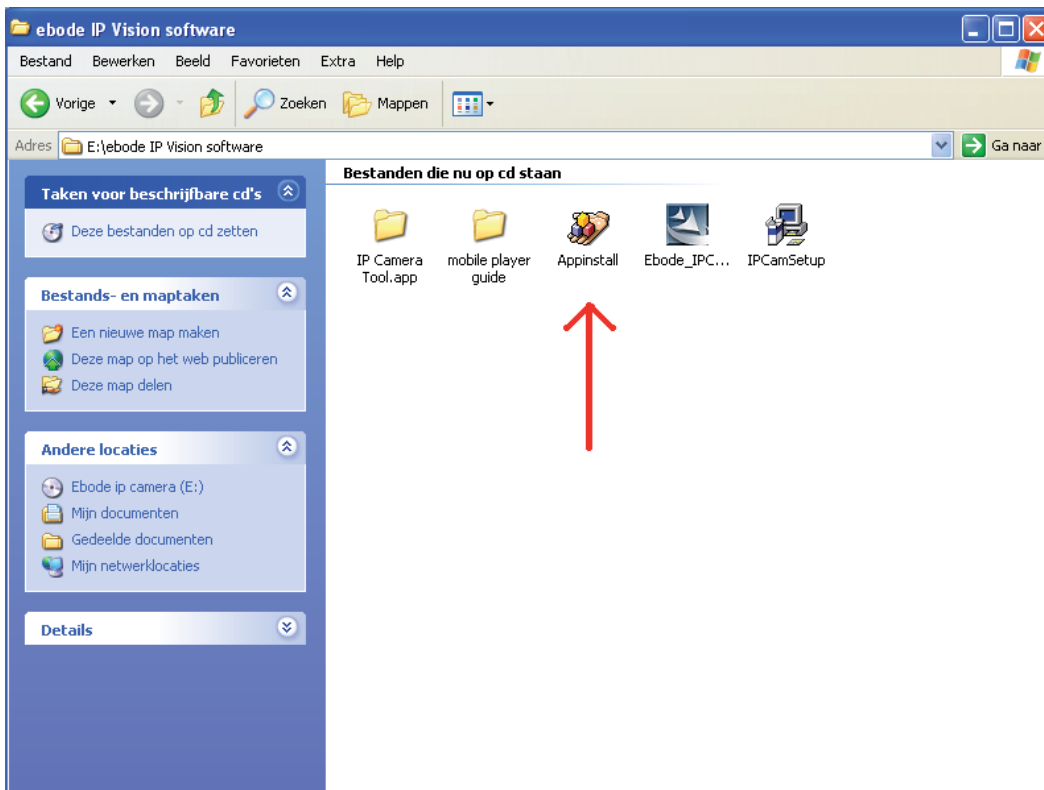 ebode IP Vision software
Bestand Bewerken Beeld Favorieten Extra Help
Vorige Zoeken Mappen
Adres E:\ebode IP Vision software Ga naar
Bestanden die nu op cd staan
Taken voor beschrijfbare cd's
Deze bestanden op cd zetten
IP Camera Tool.app
mobile player guide
Appinstall
Ebode_IPC...
IPCamSetup
Bestands- en maptaken
Een nieuwe map maken
Deze map op het web publiceren
Deze map delen
Andere locaties
Ebode ip camera (E:)
Mijn documenten
Gedeelde documenten
Mijn netwerklocaties
Details